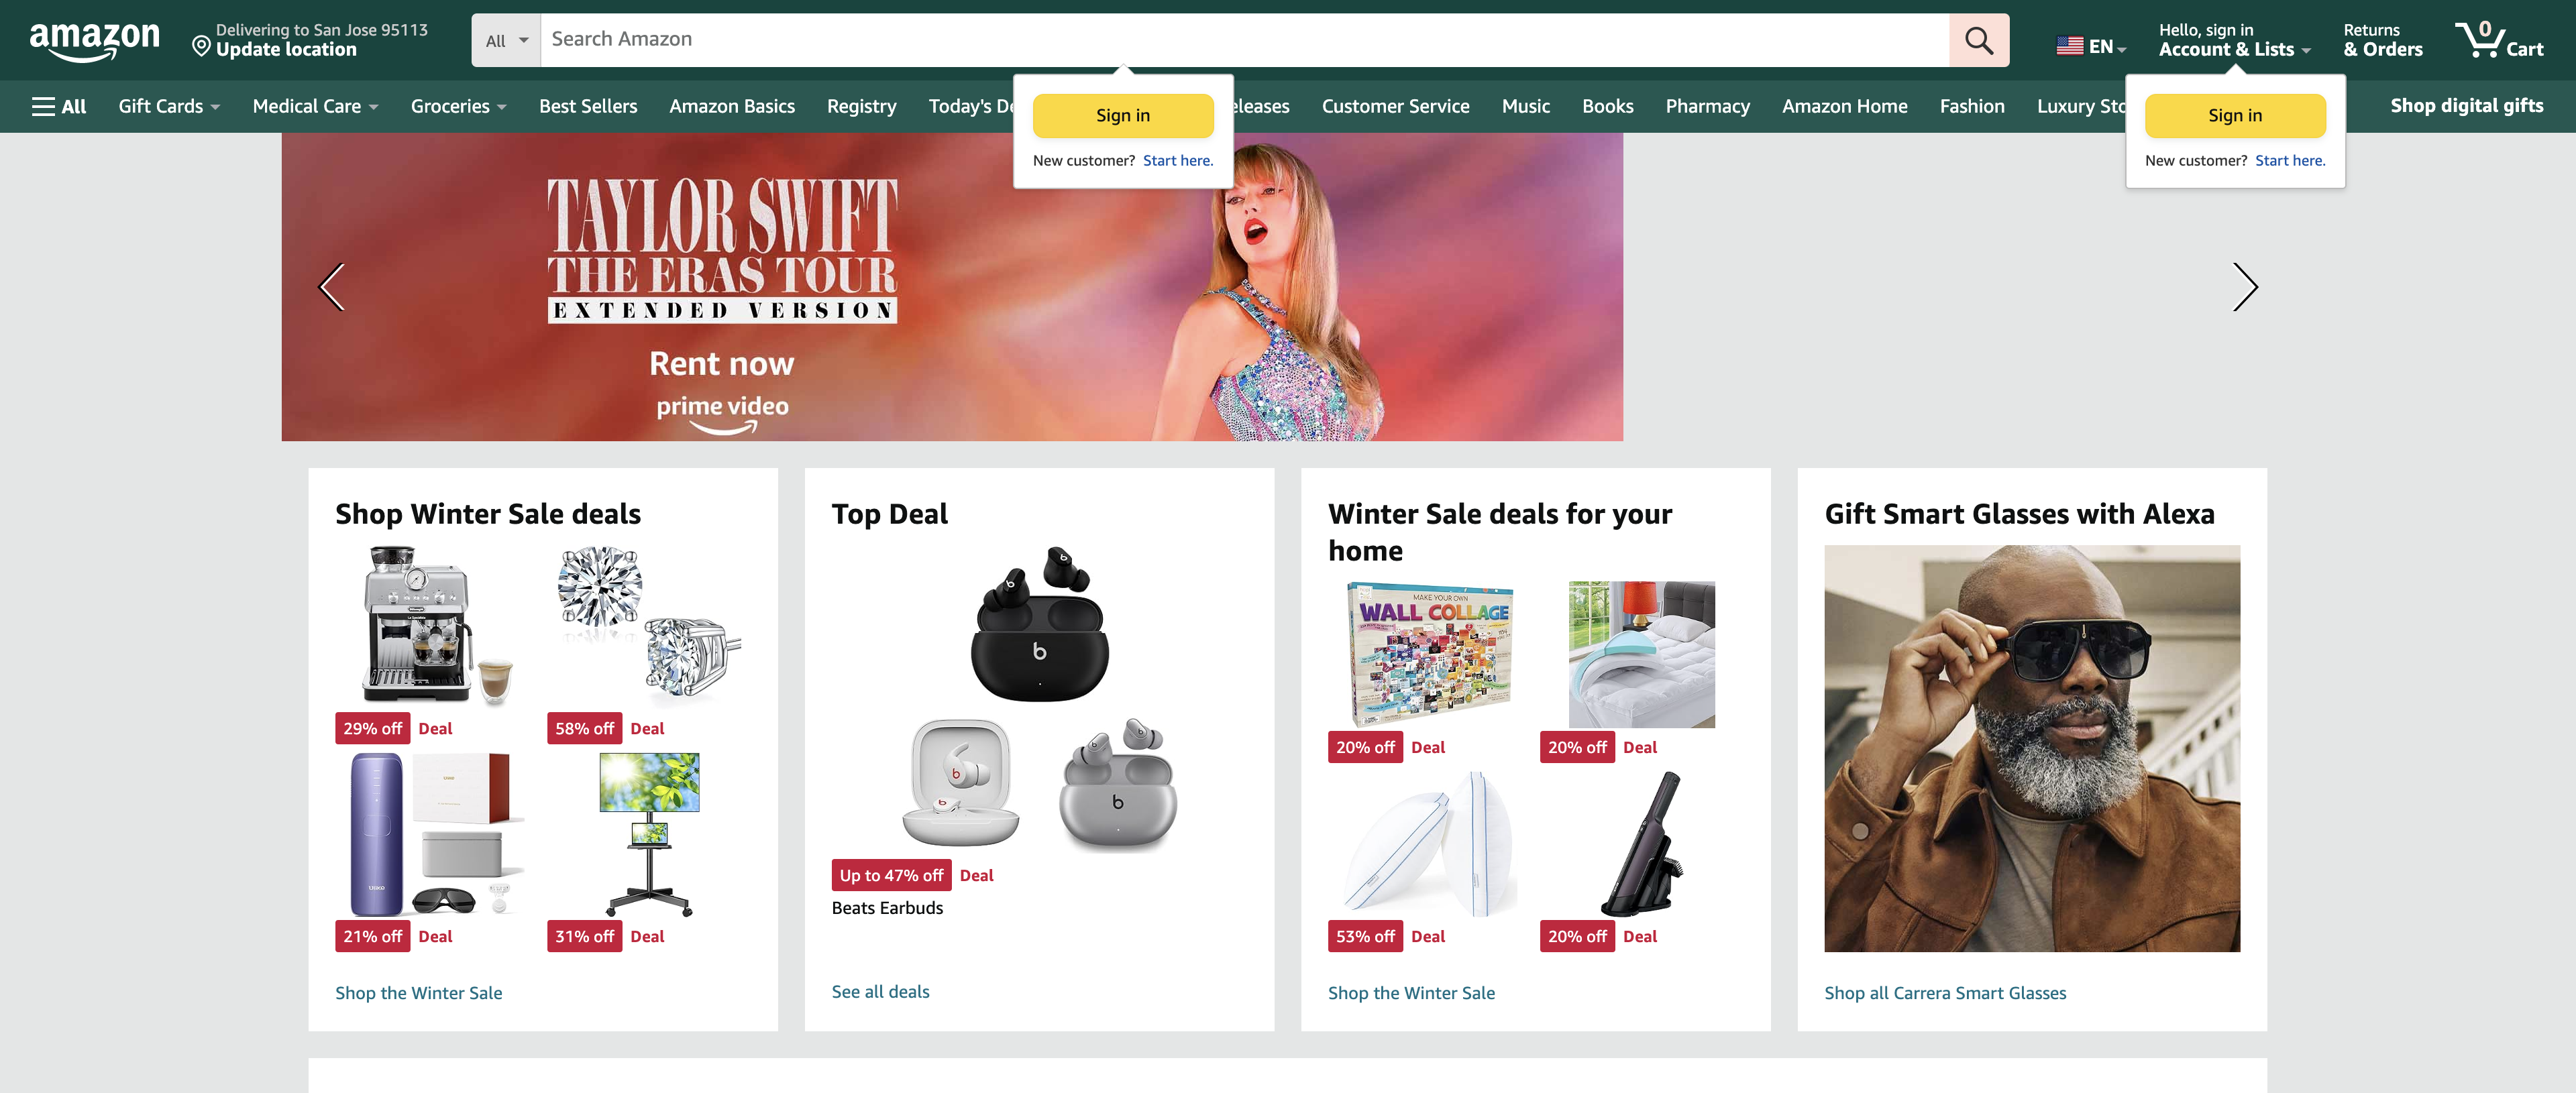 amazon
Delivering to San Jose 95113
Update location
All
Search Amazon
EN
Hello, sign in
Account & Lists
Returns
& Orders
0
Cart
All
Gift Cards
Medical Care
Groceries
Best Sellers
Amazon Basics
Registry
Today's De
eleases
Customer Service
Music
Books
Pharmacy
Amazon Home
Fashion
Luxury Sto
Shop digital gifts
Sign in
New customer? Start here.
Sign in
New customer? Start here.
TAYLOR SWIFT
THE ERAS TOUR
EXTENDED VERSION
Rent now
prime video
Shop Winter Sale deals
29% off Deal
58% off Deal
21% off Deal
31% off Deal
Shop the Winter Sale
Top Deal
b
b
b
Up to 47% off Deal
Beats Earbuds
See all deals
Winter Sale deals for your
home
MAKE YOUR OWN
WALL COLLAGE
20% off Deal
20% off Deal
53% off Deal
20% off Deal
Shop the Winter Sale
Gift Smart Glasses with Alexa
Shop all Carrera Smart Glasses